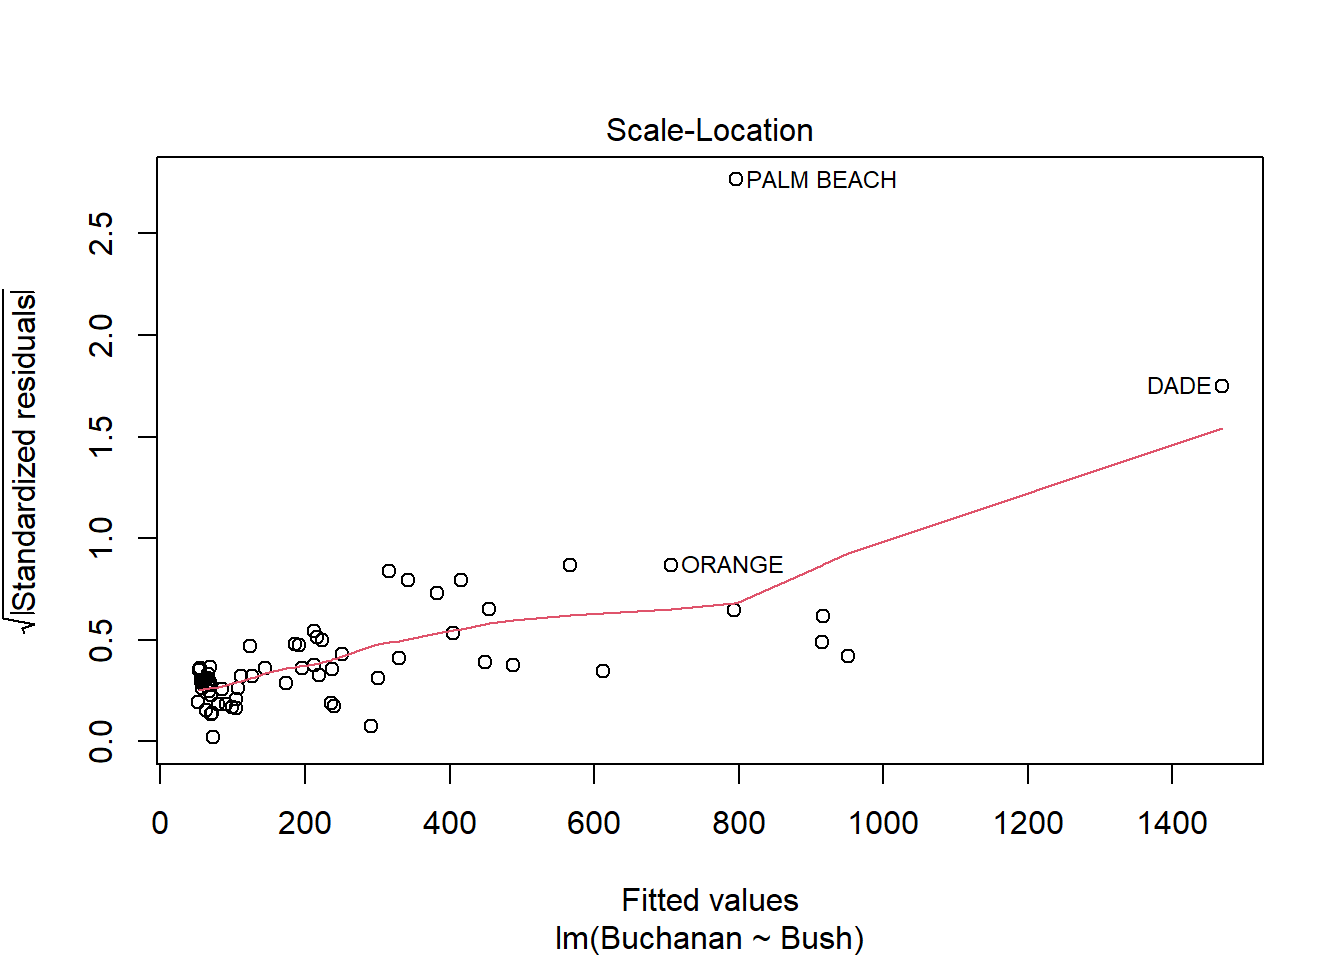 Scale-Location
PALM BEACH
DADE
ORANGE
√|Standardized residuals|
2.5
2.0
1.5
1.0
0.5
0.0
0 200 400 600 800 1000 1200 1400
Fitted values
lm(Buchanan ~ Bush)